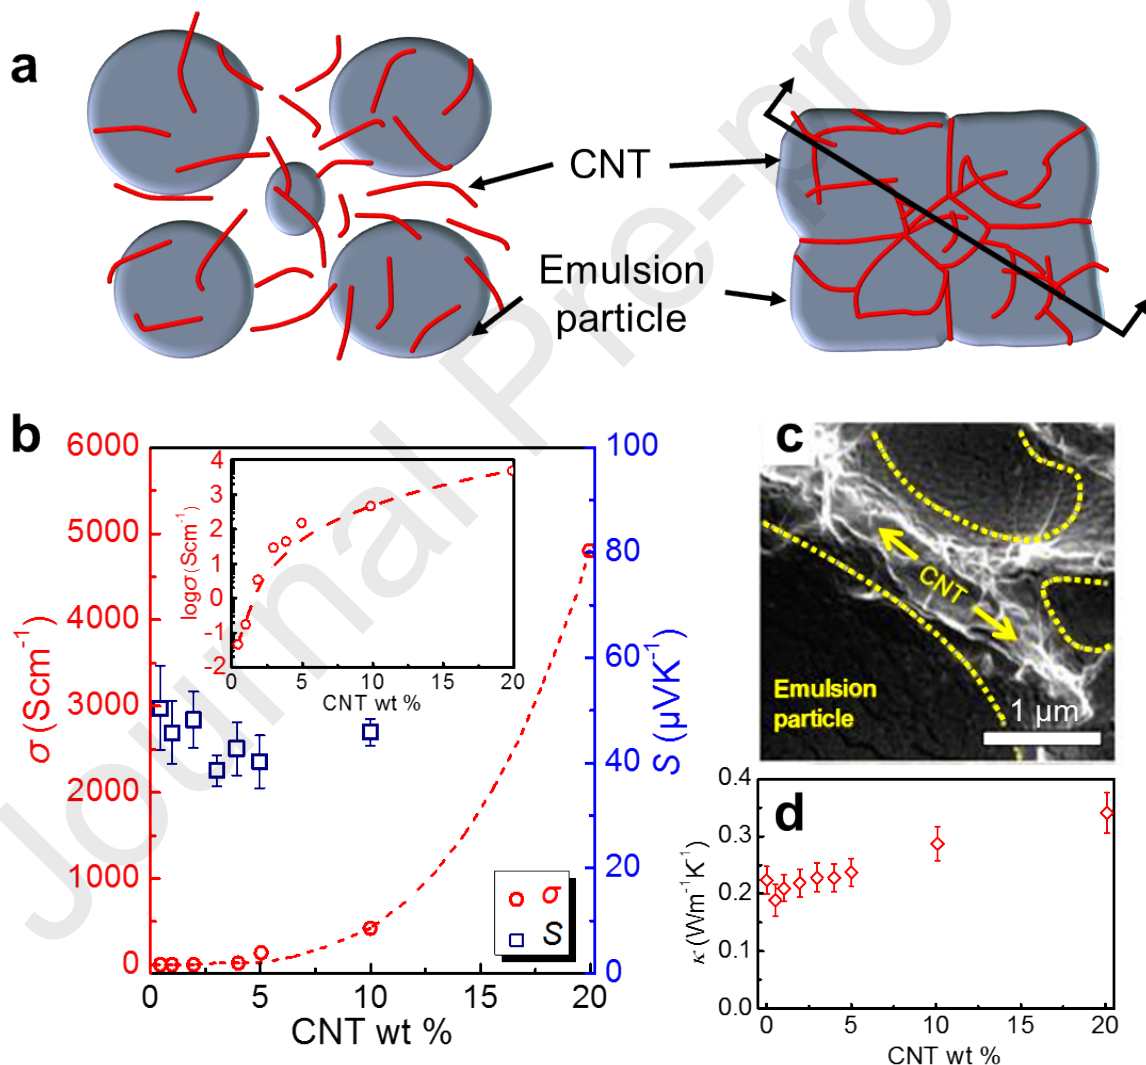 a
CNT
Emulsion
particle
b
6000
5000
4000
3000
2000
1000
0
σ (Scm⁻¹)
0
5
10
15
20
CNT wt %
100
80
60
40
20
0
S (μVK⁻¹)
4
3
2
1
0
-1
-2
logσ (Scm⁻¹)
0
5
10
15
20
CNT wt %
σ
S
c
CNT
Emulsion
particle
1 μm
d
0.4
0.3
0.2
0.1
0.0
κ (Wm⁻¹K⁻¹)
0
5
10
15
20
CNT wt %
Journal Pre-pro